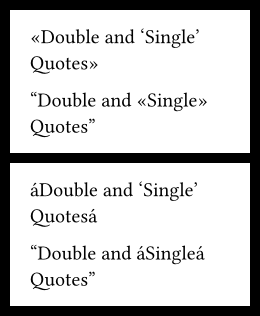 «Double and ‘Single’
Quotes»
“Double and «Single»
Quotes”
áDouble and ‘Single’
Quotesá
“Double and áSingleá
Quotes”